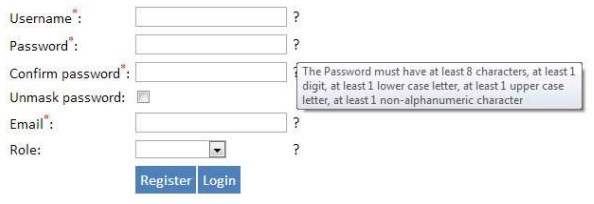 Username*: ?
Password*: ?
Confirm password*: ?
The Password must have at least 8 characters, at least 1
digit, at least 1 lower case letter, at least 1 upper case
letter, at least 1 non-alphanumeric character
Unmask password:
Email*: ?
Role: ?
Register Login